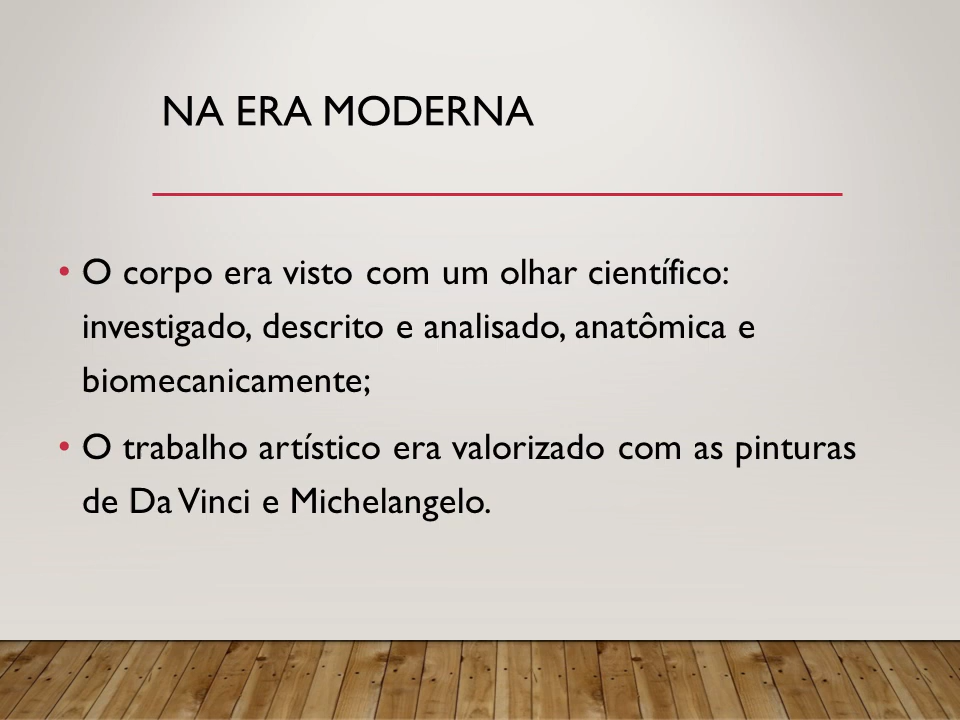 NA ERA MODERNA
• O corpo era visto com um olhar científico:
investigado, descrito e analisado, anatômica e
biomecanicamente;
• O trabalho artístico era valorizado com as pinturas
de Da Vinci e Michelangelo.